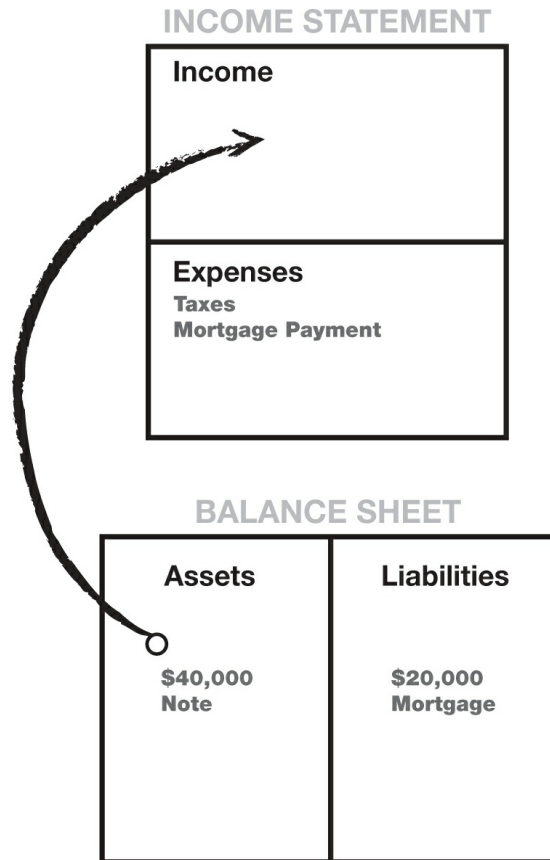 INCOME STATEMENT
Income
Expenses
Taxes
Mortgage Payment
BALANCE SHEET
Assets
Liabilities
$40,000
Note
$20,000
Mortgage